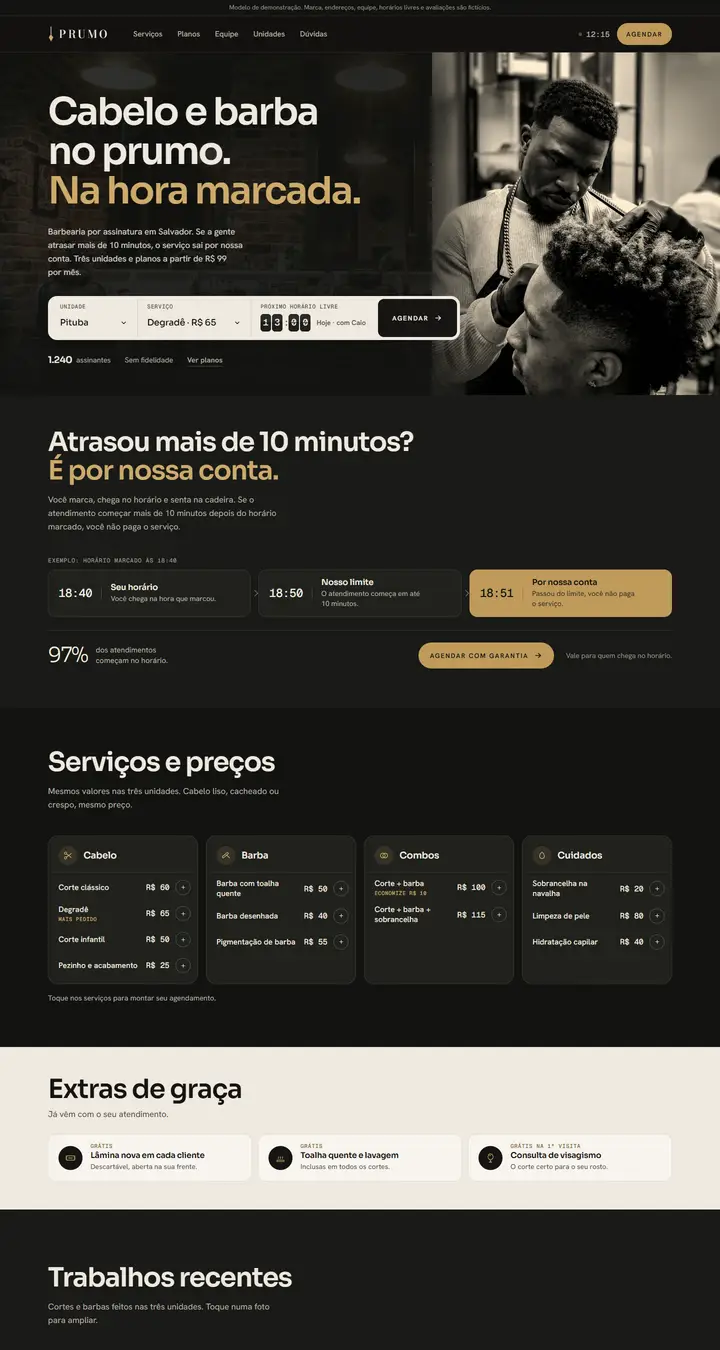 Modelo de demonstração. Marca, endereços, equipe, horários livres e avaliações são fictícios.
PRUMO
Serviços
Planos
Equipe
Unidades
Dúvidas
12:15
AGENDAR
Cabelo e barba
no prumo.
Na hora marcada.
Barbearia por assinatura em Salvador. Se a gente
atrasar mais de 10 minutos, o serviço sai por nossa
conta. Três unidades e planos a partir de R$ 99
por mês.
UNIDADE
Pituba
SERVIÇO
Degradê · R$ 65
PRÓXIMO HORÁRIO LIVRE
13:00
Hoje · com Caio
AGENDAR →
1.240 assinantes
Sem fidelidade
Ver planos
Atrasou mais de 10 minutos?
É por nossa conta.
Você marca, chega no horário e senta na cadeira. Se o
atendimento começar mais de 10 minutos depois do horário
marcado, você não paga o serviço.
EXEMPLO: HORÁRIO MARCADO ÀS 18:40
18:40
Seu horário
Você chega na hora que marcou.
18:50
Nosso limite
O atendimento começa em até
10 minutos.
18:51
Por nossa conta
Passou do limite, você não paga
o serviço.
97%
dos atendimentos
começam no horário.
AGENDAR COM GARANTIA →
Vale para quem chega no horário.
Serviços e preços
Mesmos valores nas três unidades. Cabelo liso, cacheado ou
crespo, mesmo preço.
Cabelo
Corte clássico R$ 60 +
Degradê R$ 65 +
MAIS PEDIDO
Corte infantil R$ 50 +
Pezinho e acabamento R$ 25 +
Barba
Barba com toalha
quente R$ 50 +
Barba desenhada R$ 40 +
Pigmentação de barba R$ 55 +
Combos
Corte + barba R$ 100 +
ECONOMIZE R$ 10
Corte + barba +
sobrancelha R$ 115 +
Cuidados
Sobrancelha na
navalha R$ 20 +
Limpeza de pele R$ 80 +
Hidratação capilar R$ 40 +
Toque nos serviços para montar seu agendamento.
Extras de graça
Já vêm com o seu atendimento.
GRÁTIS
Lâmina nova em cada cliente
Descartável, aberta na sua frente.
GRÁTIS
Toalha quente e lavagem
Inclusas em todos os cortes.
GRÁTIS NA 1ª VISITA
Consulta de visagismo
O corte certo para o seu rosto.
Trabalhos recentes
Cortes e barbas feitos nas três unidades. Toque numa foto
para ampliar.